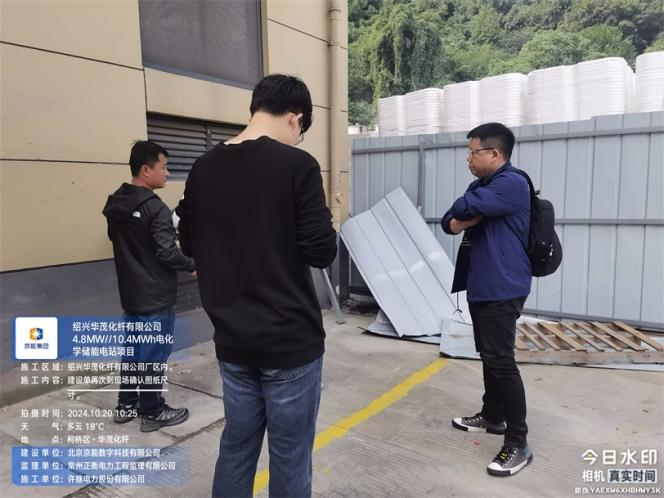 京能集团
绍兴华茂化纤有限公司
4.8MW//10.4MWh电化
学储能电站项目
施工区域：绍兴华茂化纤有限公司厂区内。
施工内容：建设单再次到现场确认图纸尺
寸。
拍摄时间：2024.10.20 10:25
天气：多云 18℃
地点：柯桥区·华茂化纤
建设单位：北京京能数字科技有限公司
监理单位：常州正衡电力工程监理有限公司
施工单位：许继电力股份有限公司
今日水印
相机 真实时间
防伪 YAEXW6XHBHWY3K